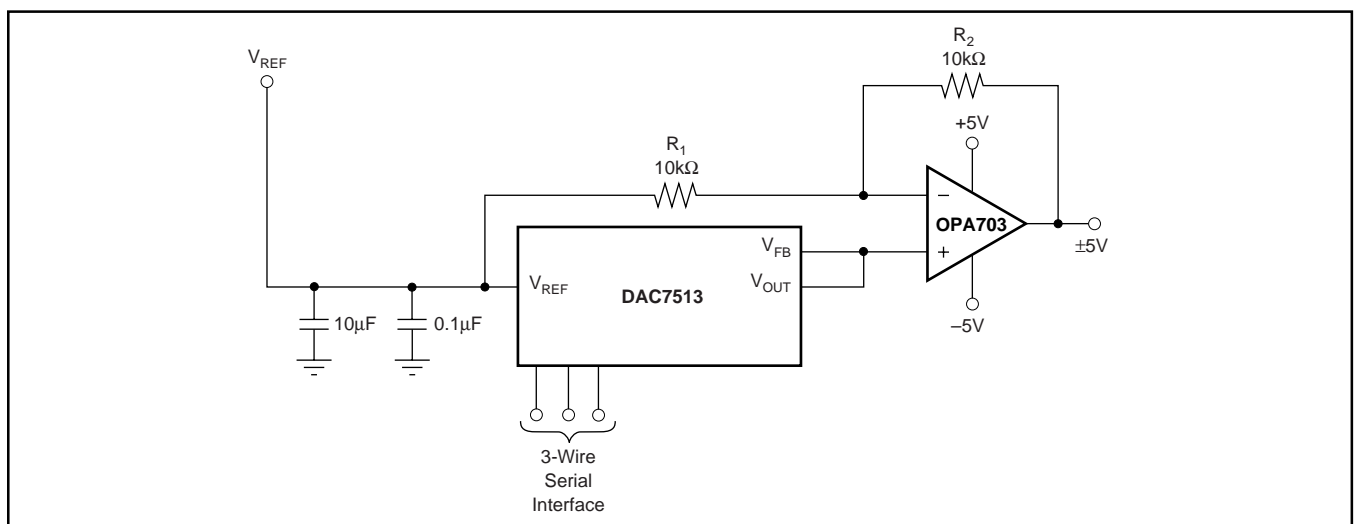 V_REF
R_2
10kΩ
+5V
R_1
10kΩ
−
OPA703
+
±5V
–5V
V_FB
V_REF
V_OUT
DAC7513
10μF
0.1μF
3-Wire
Serial
Interface